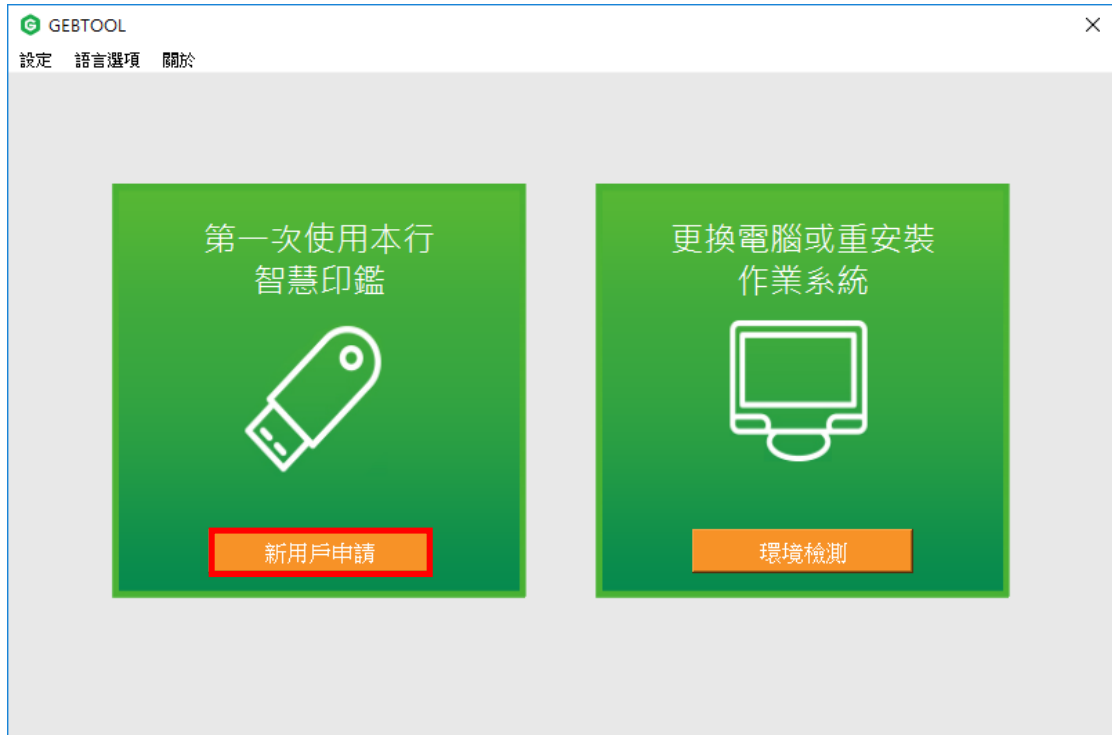 GEBTOOL
設定 語言選項 關於
第一次使用本行
智慧印鑑
新用戶申請
更換電腦或重安裝
作業系統
環境檢測